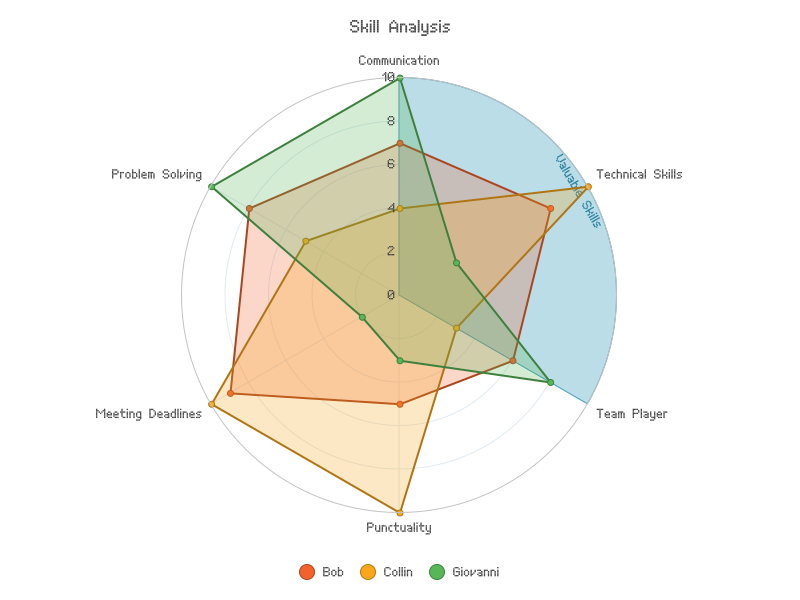 Skill Analysis
Communication
10
8
6
4
2
0
Valuable Skills
Technical Skills
Problem Solving
Meeting Deadlines
Team Player
Punctuality
Bob
Collin
Giovanni